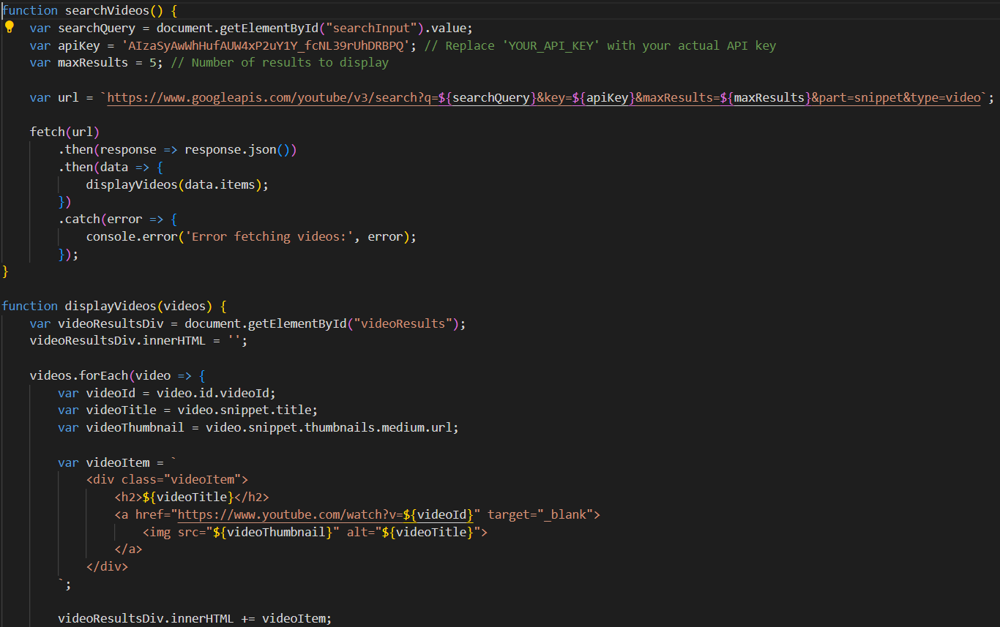 function searchVideos() {
var searchQuery = document.getElementById("searchInput").value;
var apiKey = 'AIzaSyAwWhHufAUW4xP2uY1Y_fcNL39rUhDRBPQ'; // Replace 'YOUR_API_KEY' with your actual API key
var maxResults = 5; // Number of results to display
var url = `https://www.googleapis.com/youtube/v3/search?q=${searchQuery}&key=${apiKey}&maxResults=${maxResults}&part=snippet&type=video`;
fetch(url)
.then(response => response.json())
.then(data => {
displayVideos(data.items);
})
.catch(error => {
console.error('Error fetching videos:', error);
});
}
function displayVideos(videos) {
var videoResultsDiv = document.getElementById("videoResults");
videoResultsDiv.innerHTML = '';
videos.forEach(video => {
var videoId = video.id.videoId;
var videoTitle = video.snippet.title;
var videoThumbnail = video.snippet.thumbnails.medium.url;
var videoItem = `
<div class="videoItem">
<h2>${videoTitle}</h2>
<a href="https://www.youtube.com/watch?v=${videoId}" target="_blank">
<img src="${videoThumbnail}" alt="${videoTitle}">
</a>
</div>
`;
videoResultsDiv.innerHTML += videoItem;